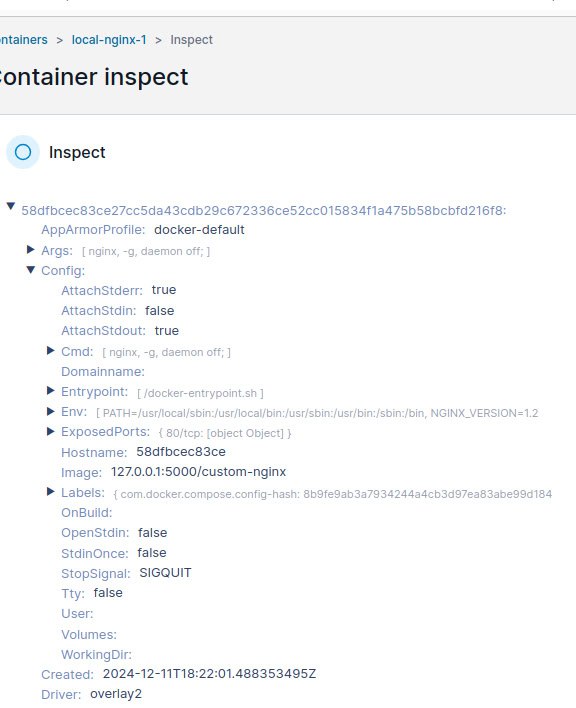 ntainers > local-nginx-1 > Inspect
ontainer inspect
Inspect
58dfbcec83ce27cc5da43cdb29c672336ce52cc015834f1a475b58bcbfd216f8:
AppArmorProfile: docker-default
Args: [ nginx, -g, daemon off; ]
Config:
AttachStderr: true
AttachStdin: false
AttachStdout: true
Cmd: [ nginx, -g, daemon off; ]
Domainname:
Entrypoint: [ /docker-entrypoint.sh ]
Env: [ PATH=/usr/local/sbin:/usr/local/bin:/usr/sbin:/usr/bin:/sbin:/bin, NGINX_VERSION=1.2
ExposedPorts: { 80/tcp: [object Object] }
Hostname: 58dfbcec83ce
Image: 127.0.0.1:5000/custom-nginx
Labels: { com.docker.compose.config-hash: 8b9fe9ab3a7934244a4cb3d97ea83abe99d184
OnBuild:
OpenStdin: false
StdinOnce: false
StopSignal: SIGQUIT
Tty: false
User:
Volumes:
WorkingDir:
Created: 2024-12-11T18:22:01.488353495Z
Driver: overlay2